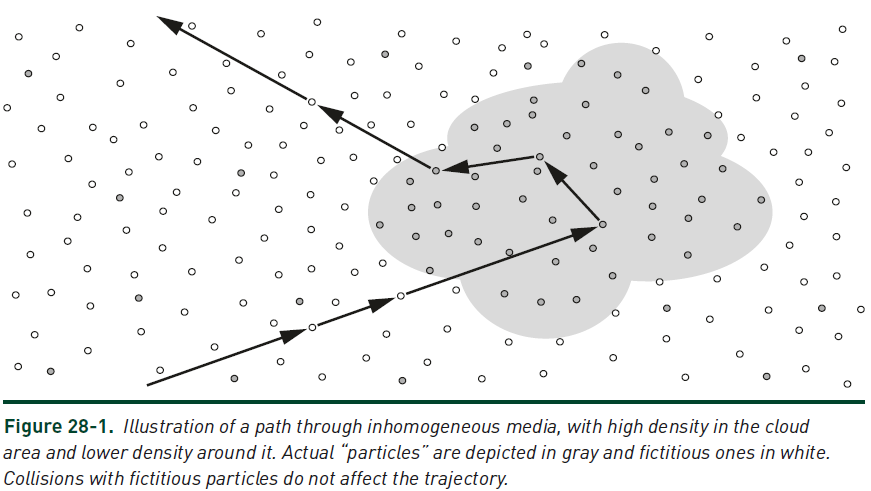 Figure 28-1. Illustration of a path through inhomogeneous media, with high density in the cloud
area and lower density around it. Actual “particles” are depicted in gray and fictitious ones in white.
Collisions with fictitious particles do not affect the trajectory.